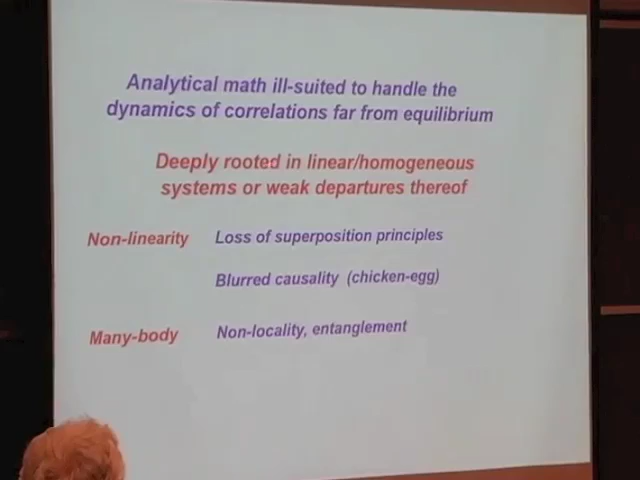 Analytical math ill-suited to handle the
dynamics of correlations far from equilibrium
Deeply rooted in linear/homogeneous
systems or weak departures thereof
Non-linearity Loss of superposition principles
Blurred causality (chicken-egg)
Many-body Non-locality, entanglement